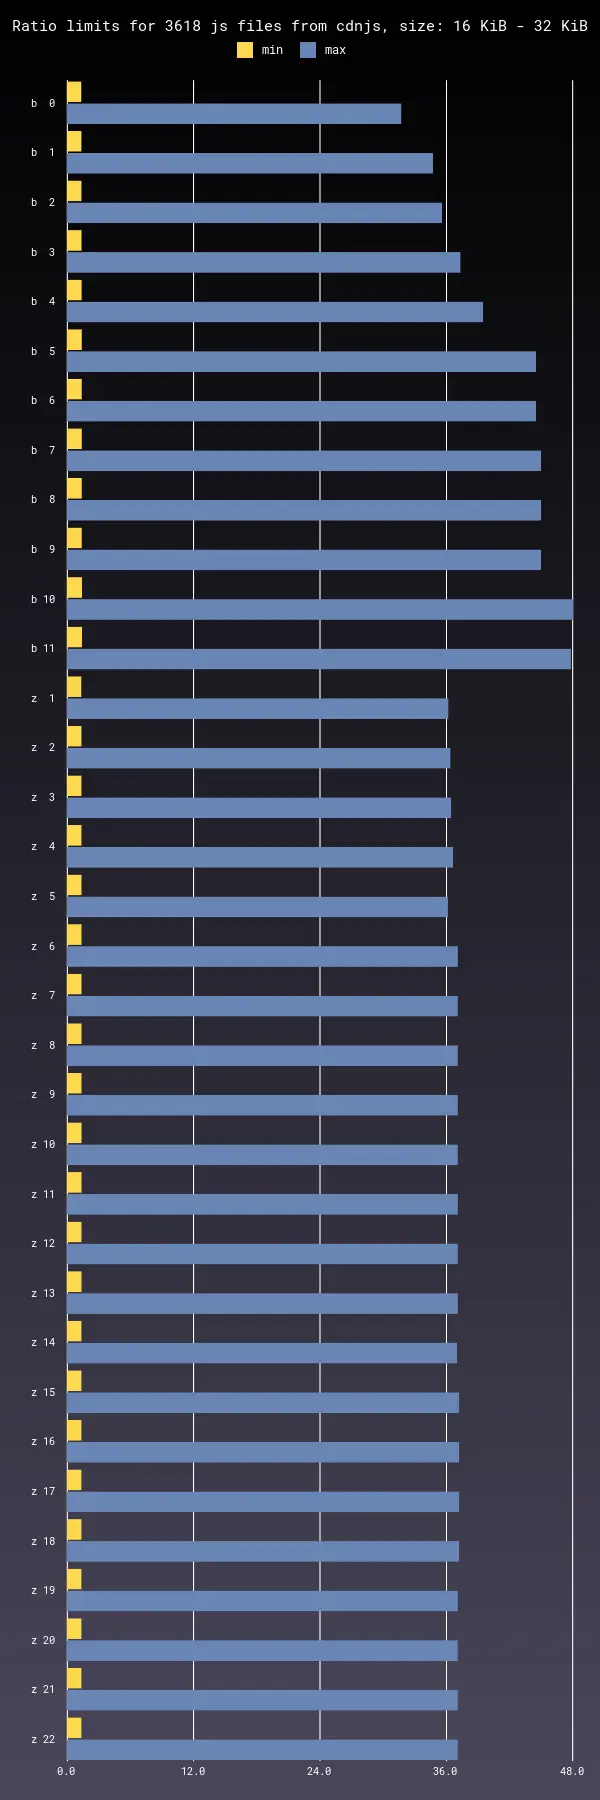 Ratio limits for 3618 js files from cdnjs, size: 16 KiB - 32 KiB
min max
b 0
b 1
b 2
b 3
b 4
b 5
b 6
b 7
b 8
b 9
b 10
b 11
z 1
z 2
z 3
z 4
z 5
z 6
z 7
z 8
z 9
z 10
z 11
z 12
z 13
z 14
z 15
z 16
z 17
z 18
z 19
z 20
z 21
z 22
0.0 12.0 24.0 36.0 48.0